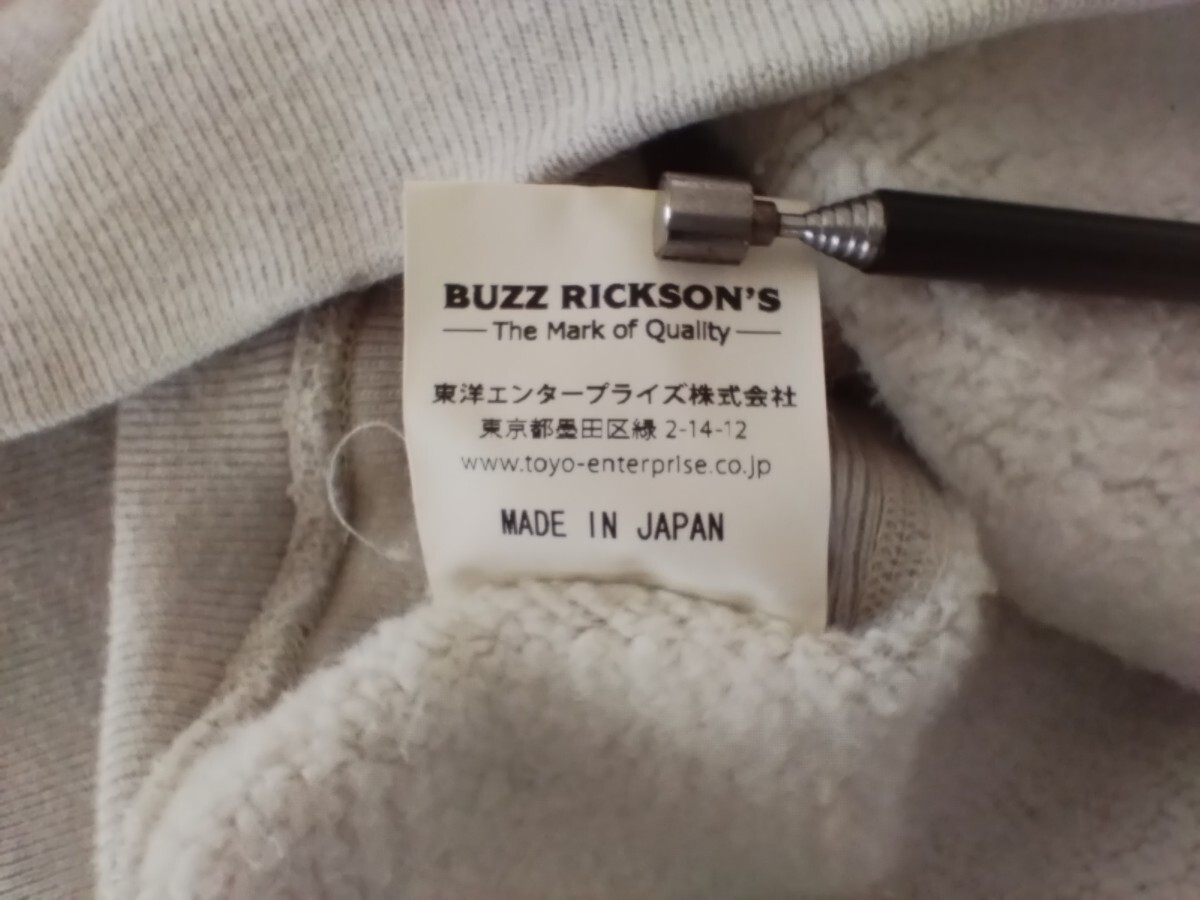 BUZZ RICKSON'S
The Mark of Quality
東洋エンタープライズ株式会社
東京都墨田区緑 2-14-12
www.toyo-enterprise.co.jp
MADE IN JAPAN